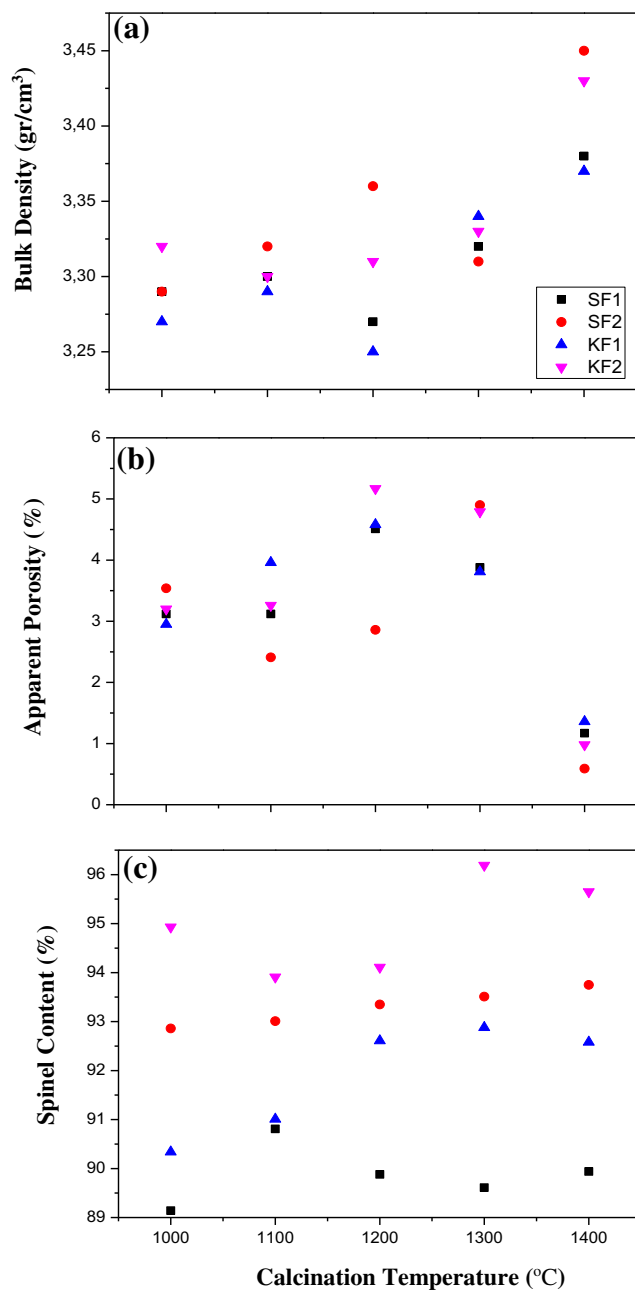 (a)
Bulk Density (gr/cm³)
3,45
3,40
3,35
3,30
3,25
SF1
SF2
KF1
KF2
(b)
Apparent Porosity (%)
6
5
4
3
2
1
0
(c)
Spinel Content (%)
96
95
94
93
92
91
90
89
1000 1100 1200 1300 1400
Calcination Temperature (ºC)